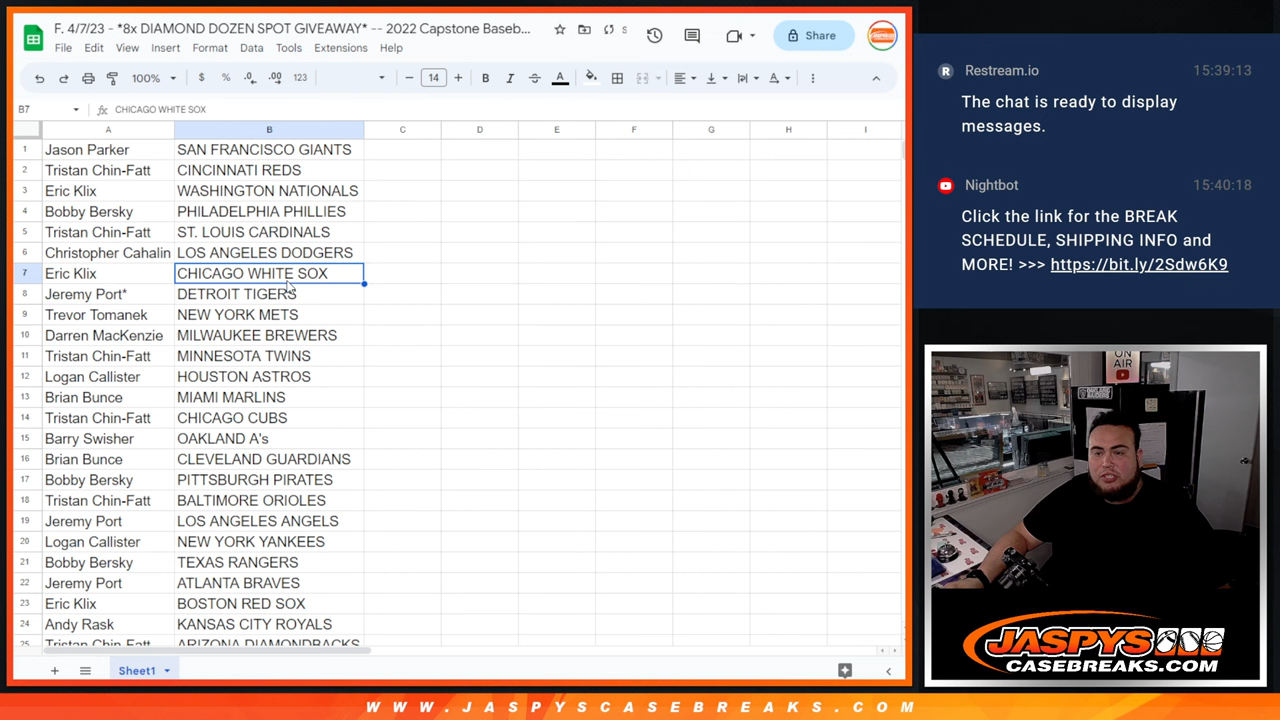 F. 4/7/23 - *8x DIAMOND DOZEN SPOT GIVEAWAY* -- 2022 Capstone Baseb...
File Edit View Insert Format Data Tools Extensions Help
Share
100% $ % .0 .00 123 14 B I A
B7 fx CHICAGO WHITE SOX
A B C D E F G H I
1 Jason Parker SAN FRANCISCO GIANTS
2 Tristan Chin-Fatt CINCINNATI REDS
3 Eric Klix WASHINGTON NATIONALS
4 Bobby Bersky PHILADELPHIA PHILLIES
5 Tristan Chin-Fatt ST. LOUIS CARDINALS
6 Christopher Cahalin LOS ANGELES DODGERS
7 Eric Klix CHICAGO WHITE SOX
8 Jeremy Port* DETROIT TIGERS
9 Trevor Tomanek NEW YORK METS
10 Darren MacKenzie MILWAUKEE BREWERS
11 Tristan Chin-Fatt MINNESOTA TWINS
12 Logan Callister HOUSTON ASTROS
13 Brian Bunce MIAMI MARLINS
14 Tristan Chin-Fatt CHICAGO CUBS
15 Barry Swisher OAKLAND A's
16 Brian Bunce CLEVELAND GUARDIANS
17 Bobby Bersky PITTSBURGH PIRATES
18 Tristan Chin-Fatt BALTIMORE ORIOLES
19 Jeremy Port LOS ANGELES ANGELS
20 Logan Callister NEW YORK YANKEES
21 Bobby Bersky TEXAS RANGERS
22 Jeremy Port ATLANTA BRAVES
23 Eric Klix BOSTON RED SOX
24 Andy Rask KANSAS CITY ROYALS
25 Tristan Chin-Fatt ARIZONA DIAMONDBACKS
Sheet1
Restream.io 15:39:13
The chat is ready to display
messages.
Nightbot 15:40:18
Click the link for the BREAK
SCHEDULE, SHIPPING INFO and
MORE! >>> https://bit.ly/2Sdw6K9
ON
AIR
JASPYS
CASEBREAKS.COM
WWW.JASPYSCASEBREAKS.COM